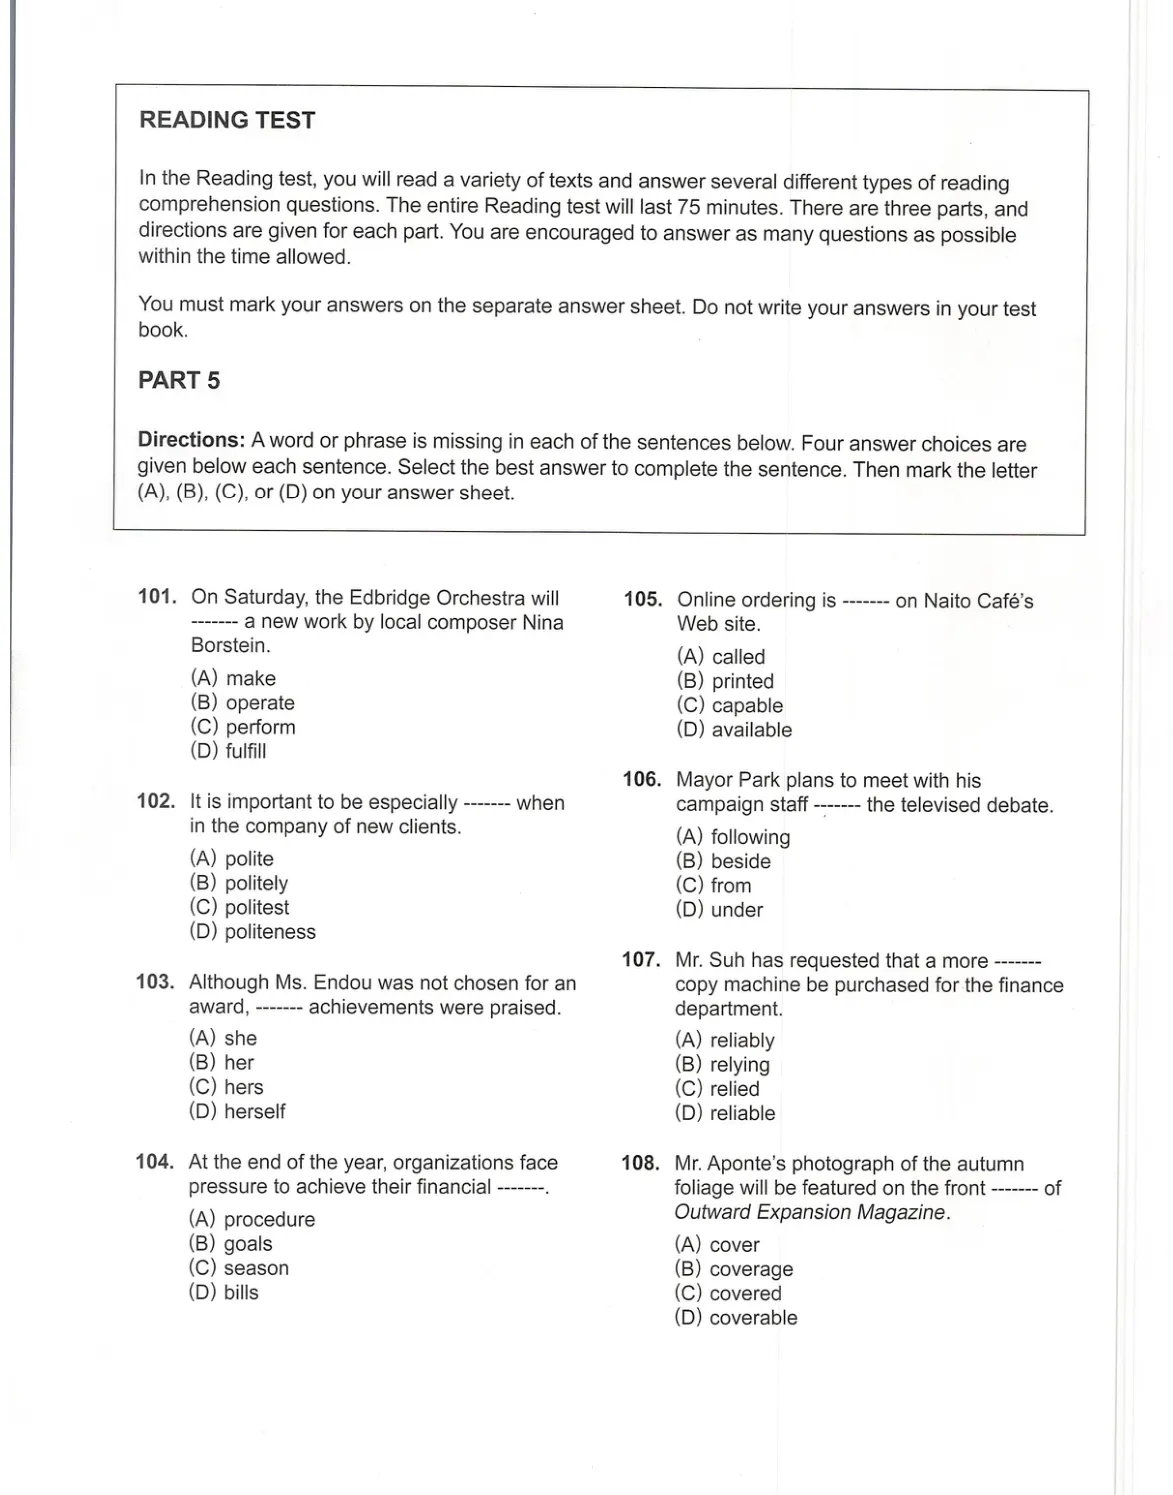 READING TEST
In the Reading test, you will read a variety of texts and answer several different types of reading
comprehension questions. The entire Reading test will last 75 minutes. There are three parts, and
directions are given for each part. You are encouraged to answer as many questions as possible
within the time allowed.
You must mark your answers on the separate answer sheet. Do not write your answers in your test
book.
PART 5
Directions: A word or phrase is missing in each of the sentences below. Four answer choices are
given below each sentence. Select the best answer to complete the sentence. Then mark the letter
(A), (B), (C), or (D) on your answer sheet.
101. On Saturday, the Edbridge Orchestra will
------- a new work by local composer Nina
Borstein.
(A) make
(B) operate
(C) perform
(D) fulfill
102. It is important to be especially ------- when
in the company of new clients.
(A) polite
(B) politely
(C) politest
(D) politeness
103. Although Ms. Endou was not chosen for an
award, ------- achievements were praised.
(A) she
(B) her
(C) hers
(D) herself
104. At the end of the year, organizations face
pressure to achieve their financial -------.
(A) procedure
(B) goals
(C) season
(D) bills
105. Online ordering is ------- on Naito Café's
Web site.
(A) called
(B) printed
(C) capable
(D) available
106. Mayor Park plans to meet with his
campaign staff ------- the televised debate.
(A) following
(B) beside
(C) from
(D) under
107. Mr. Suh has requested that a more -------
copy machine be purchased for the finance
department.
(A) reliably
(B) relying
(C) relied
(D) reliable
108. Mr. Aponte's photograph of the autumn
foliage will be featured on the front ------- of
Outward Expansion Magazine.
(A) cover
(B) coverage
(C) covered
(D) coverable